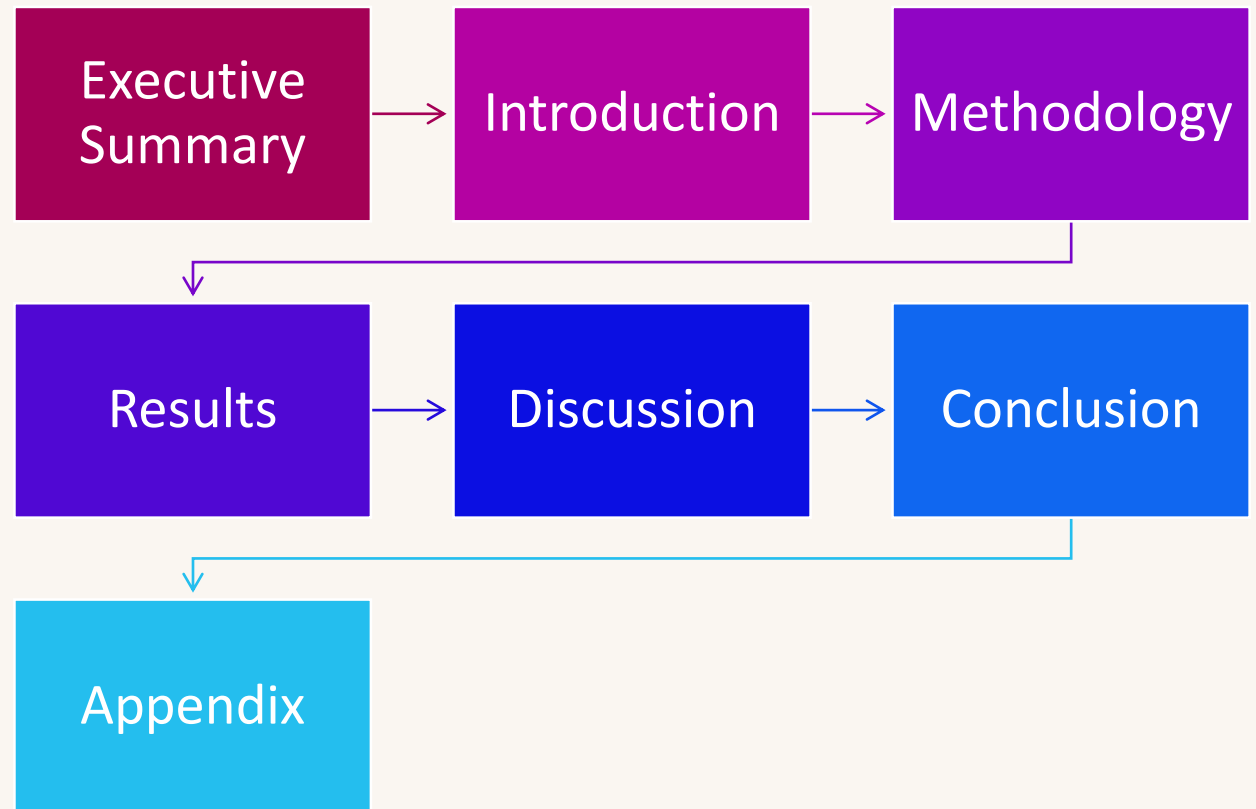 Executive
Summary
Introduction
Methodology
Results
Discussion
Conclusion
Appendix